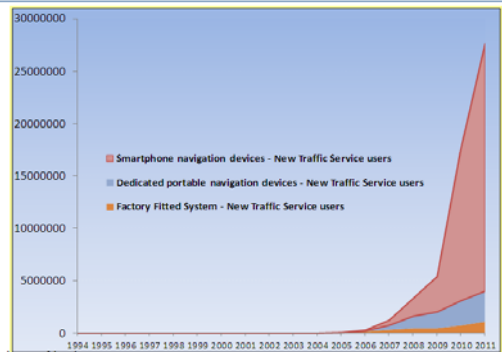 30000000
25000000
20000000
15000000
10000000
5000000
0
Smartphone navigation devices - New Traffic Service users
Dedicated portable navigation devices - New Traffic Service users
Factory Fitted System - New Traffic Service users
1994 1995 1996 1997 1998 1999 2000 2001 2002 2003 2004 2005 2006 2007 2008 2009 2010 2011